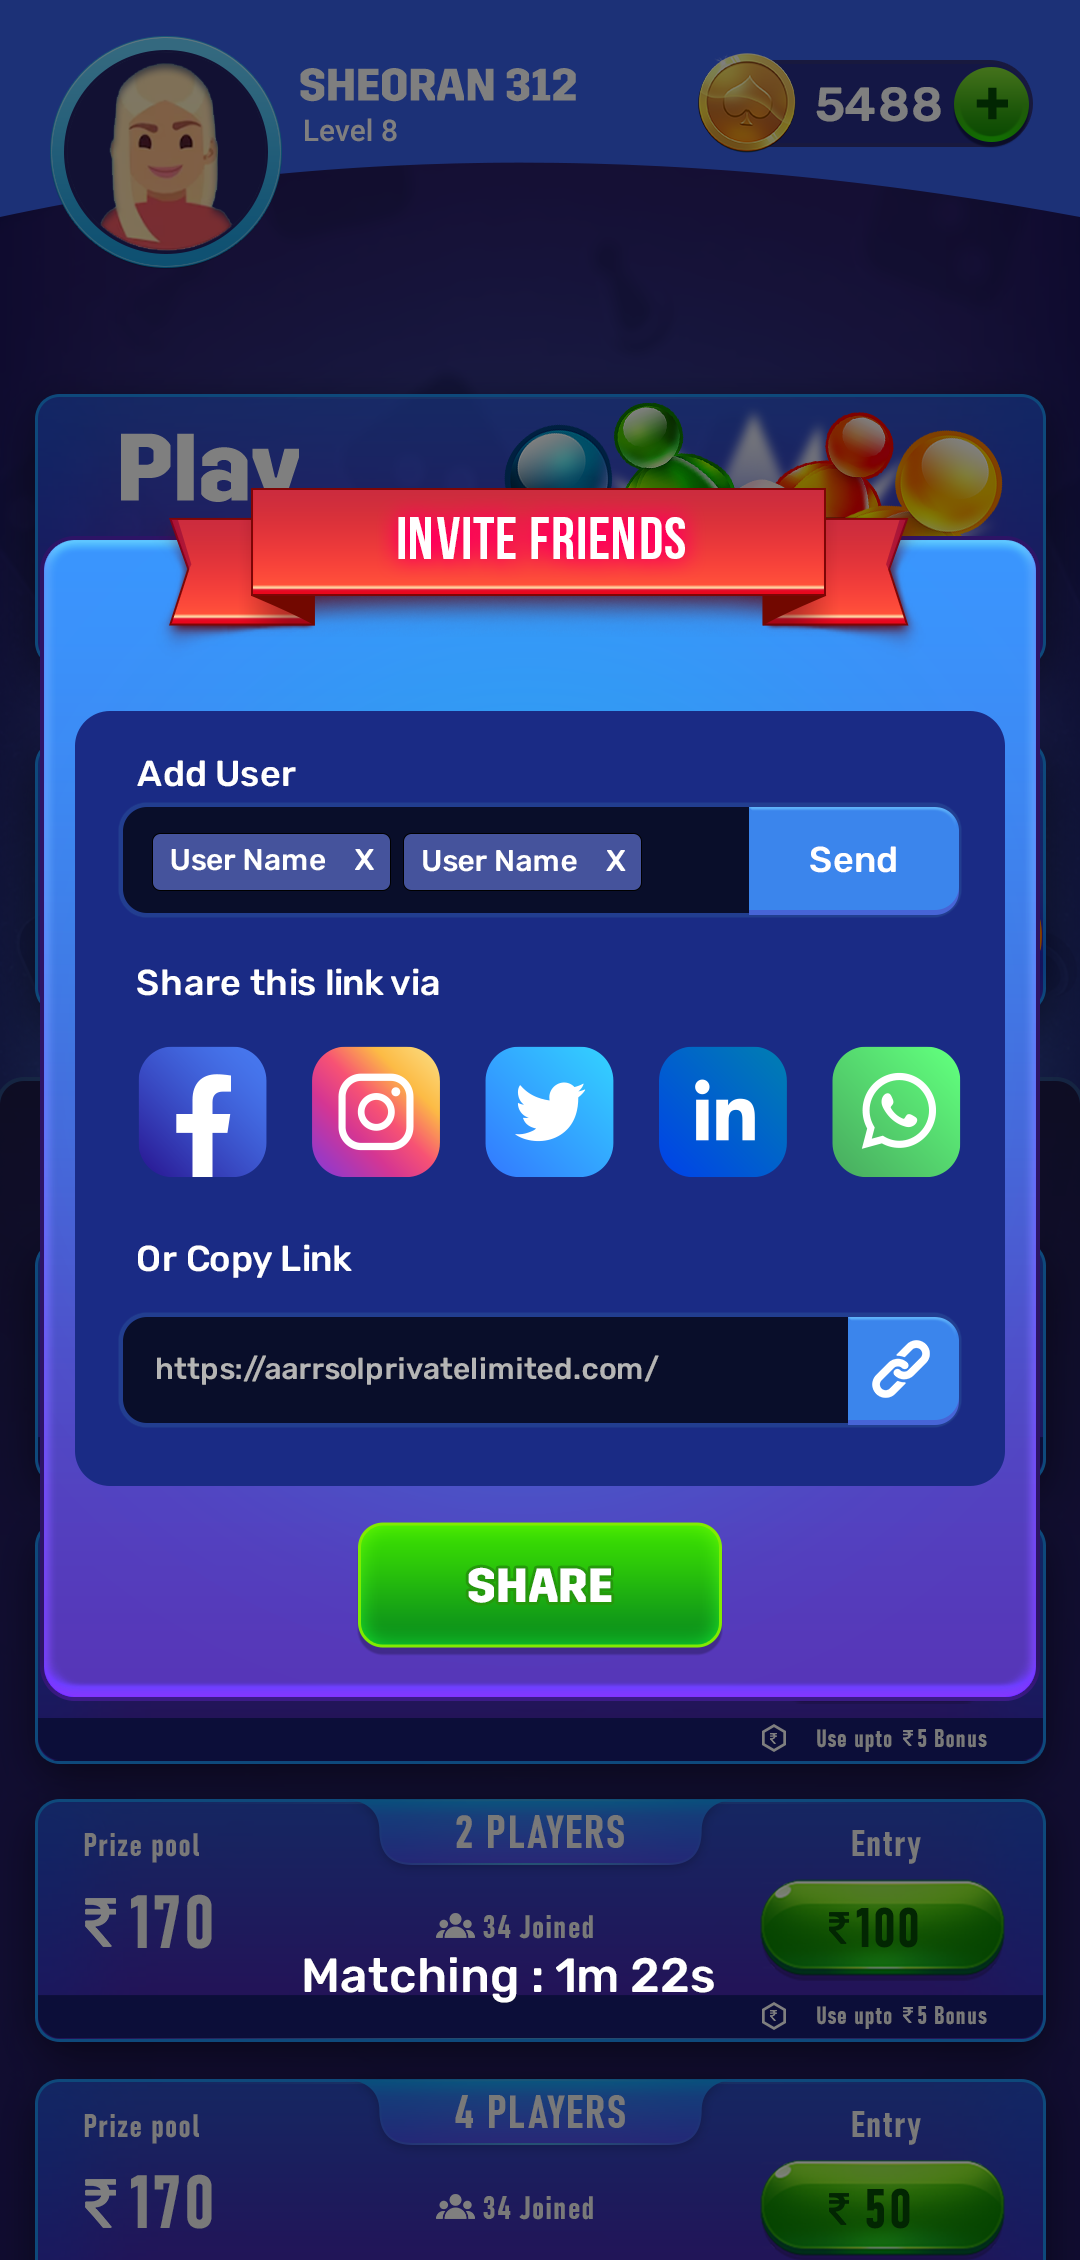 SHEORAN 312
Level 8
5488
Play
INVITE FRIENDS
Add User
User Name X User Name X Send
Share this link via
Or Copy Link
https://aarrsolprivatelimited.com/
SHARE
Use upto ₹5 Bonus
2 PLAYERS
Prize pool Entry
₹170 34 Joined ₹100
Matching : 1m 22s
Use upto ₹5 Bonus
4 PLAYERS
Prize pool Entry
₹170 34 Joined ₹ 50